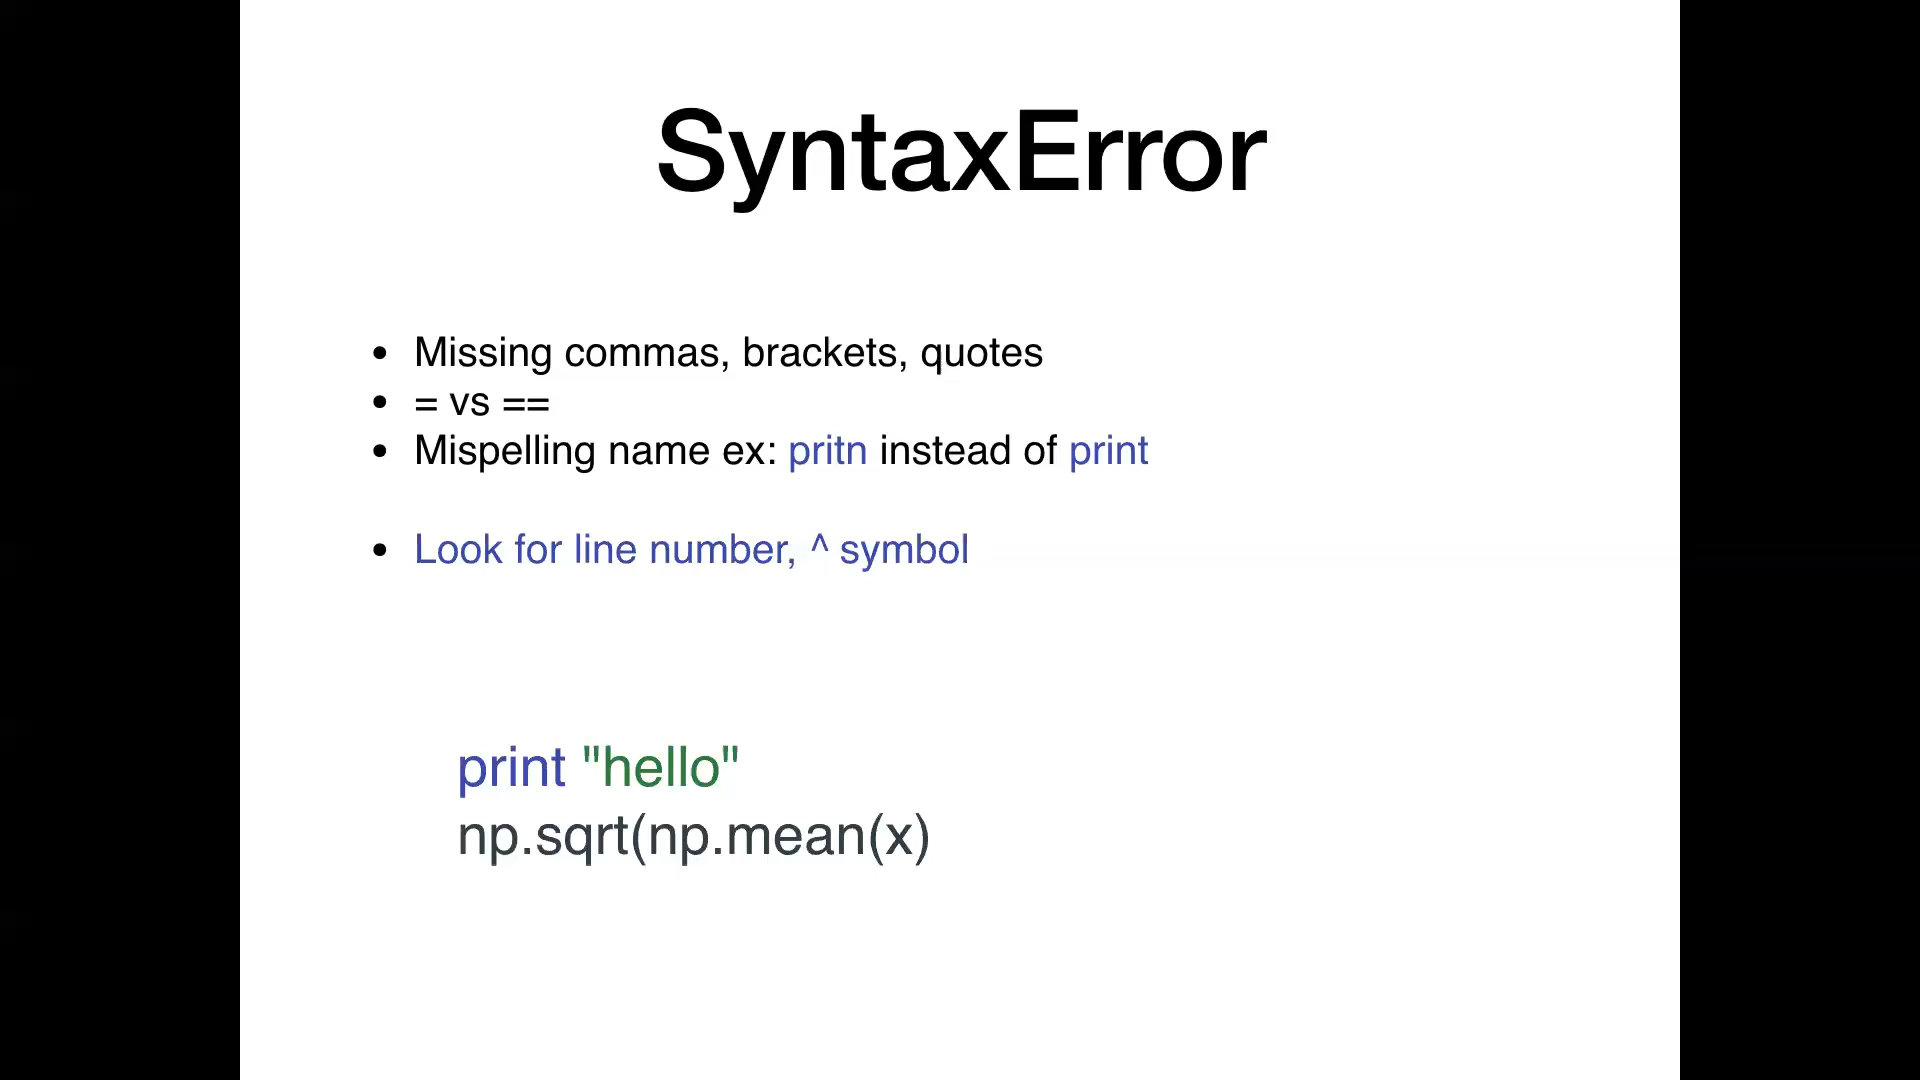 SyntaxError
• Missing commas, brackets, quotes
• = vs ==
• Mispelling name ex: pritn instead of print
• Look for line number, ^ symbol
print "hello"
np.sqrt(np.mean(x)